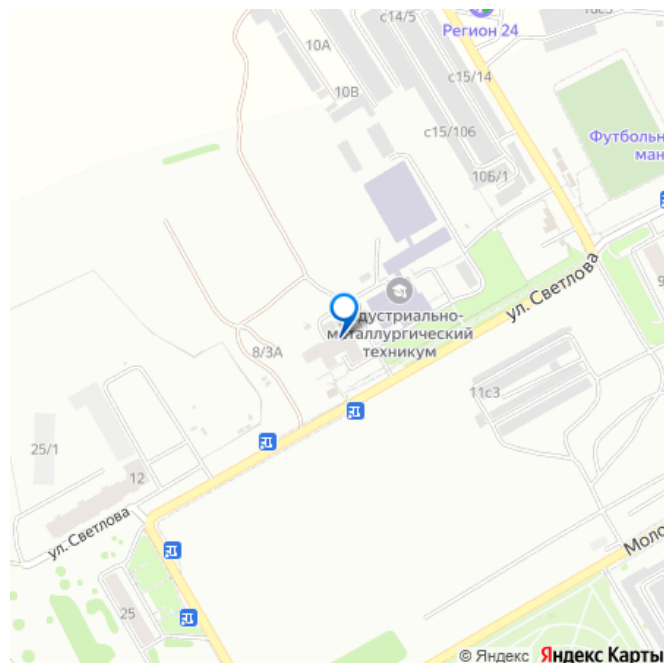 с14/5
Регион 24
10А
с15/14
10В
с15/106
10Б/1
Футбольн
ман
ул. Светлова
9
дустриально-
металлургический
техникум
8/3А
11с3
25/1
12
ул. Светлова
Моло
25
© Яндекс Яндекс Карты